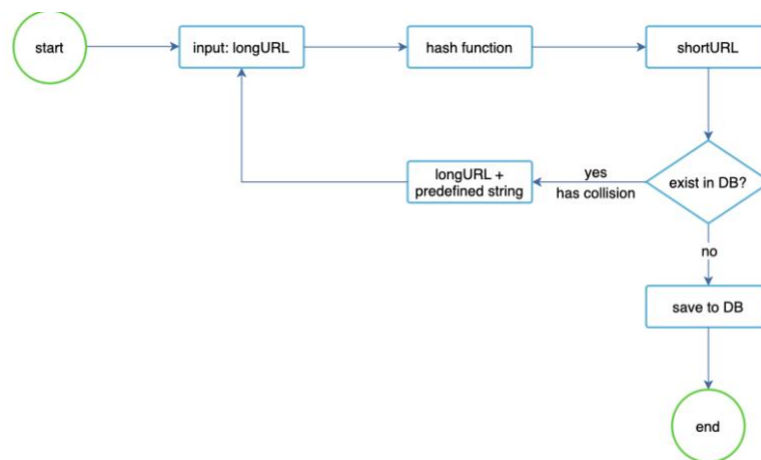 start
input: longURL
hash function
shortURL
longURL +
predefined string
yes
has collision
exist in DB?
no
save to DB
end